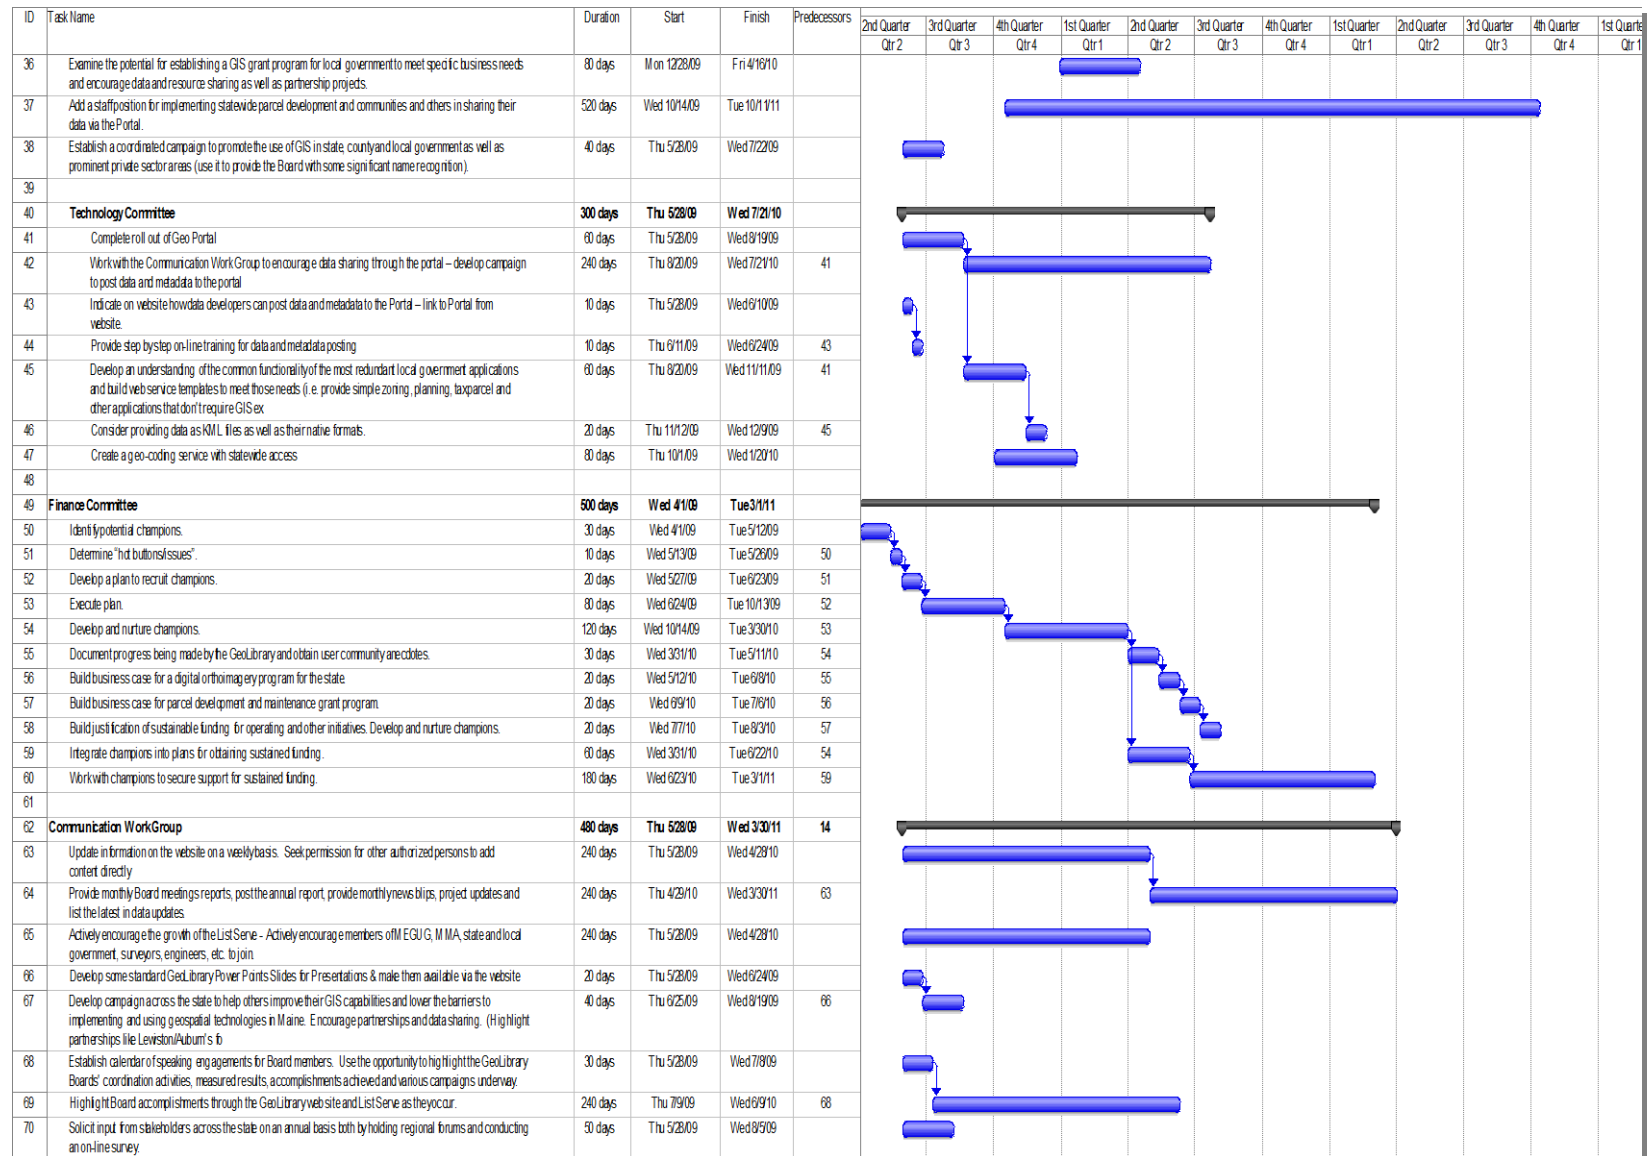 ID Task Name Duration Start Finish Predecessors
2nd Quarter 3rd Quarter 4th Quarter 1st Quarter 2nd Quarter 3rd Quarter 4th Quarter 1st Quarter 2nd Quarter 3rd Quarter 4th Quarter 1st Quarte
Qtr 2 Qtr 3 Qtr 4 Qtr 1 Qtr 2 Qtr 3 Qtr 4 Qtr 1 Qtr 2 Qtr 3 Qtr 4 Qtr 1
36 Examine the potential for establishing a GIS grant program for local government to meet specific business needs 80 days Mon 12/28/09 Fri 4/16/10
and encourage data and resource sharing as well as partnership projects.
37 Add a staff position for implementing statewide parcel development and communities and others in sharing their 520 days Wed 10/14/09 Tue 10/11/11
data via the Portal.
38 Establish a coordinated campaign to promote the use of GIS in state, county and local government as well as 40 days Thu 5/28/09 Wed 7/22/09
prominent private sector areas (use it to provide the Board with some significant name recognition).
39
40 Technology Committee 300 days Thu 5/28/09 Wed 7/21/10
41 Complete roll out of Geo Portal 60 days Thu 5/28/09 Wed 8/19/09
42 Work with the Communication Work Group to encourage data sharing through the portal – develop campaign 240 days Thu 8/20/09 Wed 7/21/10 41
to post data and metadata to the portal
43 Indicate on website how data developers can post data and metadata to the Portal – link to Portal from 10 days Thu 5/28/09 Wed 6/10/09
website.
44 Provide step by step on-line training for data and metadata posting 10 days Thu 6/11/09 Wed 6/24/09 43
45 Develop an understanding of the common functionality of the most redundant local government applications 60 days Thu 8/20/09 Wed 11/11/09 41
and build web service templates to meet those needs (i.e. provide simple zoning, planning, tax parcel and
other applications that don't require GIS ex
46 Consider providing data as KML files as well as their native formats. 20 days Thu 11/12/09 Wed 12/9/09 45
47 Create a geo-coding service with statewide access 80 days Thu 10/1/09 Wed 1/20/10
48
49 Finance Committee 500 days Wed 4/1/09 Tue 3/1/11
50 Identify potential champions. 30 days Wed 4/1/09 Tue 5/12/09
51 Determine "hot buttons/issues". 10 days Wed 5/13/09 Tue 5/26/09 50
52 Develop a plan to recruit champions. 20 days Wed 5/27/09 Tue 6/23/09 51
53 Execute plan. 80 days Wed 6/24/09 Tue 10/13/09 52
54 Develop and nurture champions. 120 days Wed 10/14/09 Tue 3/30/10 53
55 Document progress being made by the GeoLibrary and obtain user community anecdotes. 30 days Wed 3/31/10 Tue 5/11/10 54
56 Build business case for a digital orthoimagery program for the state. 20 days Wed 5/12/10 Tue 6/8/10 55
57 Build business case for parcel development and maintenance grant program. 20 days Wed 6/9/10 Tue 7/6/10 56
58 Build justification of sustainable funding for operating and other initiatives. Develop and nurture champions. 20 days Wed 7/7/10 Tue 8/3/10 57
59 Integrate champions into plans for obtaining sustained funding. 60 days Wed 3/31/10 Tue 6/22/10 54
60 Work with champions to secure support for sustained funding. 180 days Wed 6/23/10 Tue 3/1/11 59
61
62 Communication Work Group 480 days Thu 5/28/09 Wed 3/30/11 14
63 Update information on the website on a weekly basis. Seek permission for other authorized persons to add 240 days Thu 5/28/09 Wed 4/28/10
content directly
64 Provide monthly Board meetings reports, post the annual report, provide monthly news blips, project updates and 240 days Thu 4/29/10 Wed 3/30/11 63
list the latest in data updates.
65 Actively encourage the growth of the List Serve - Actively encourage members of MEGUG, MMA, state and local 240 days Thu 5/28/09 Wed 4/28/10
government, surveyors, engineers, etc. to join.
66 Develop some standard GeoLibrary Power Points Slides for Presentations & make them available via the website 20 days Thu 5/28/09 Wed 6/24/09
67 Develop campaign across the state to help others improve their GIS capabilities and lower the barriers to 40 days Thu 6/25/09 Wed 8/19/09 66
implementing and using geospatial technologies in Maine. Encourage partnerships and data sharing. (Highlight
partnerships like Lewiston/Auburn's fo
68 Establish calendar of speaking engagements for Board members. Use the opportunity to highlight the GeoLibrary 30 days Thu 5/28/09 Wed 7/8/09
Boards' coordination activities, measured results, accomplishments achieved and various campaigns underway.
69 Highlight Board accomplishments through the GeoLibrary website and List Serve as they occur. 240 days Thu 7/9/09 Wed 6/9/10 68
70 Solicit input from stakeholders across the state on an annual basis both by holding regional forums and conducting 50 days Thu 5/28/09 Wed 8/5/09
an on-line survey.